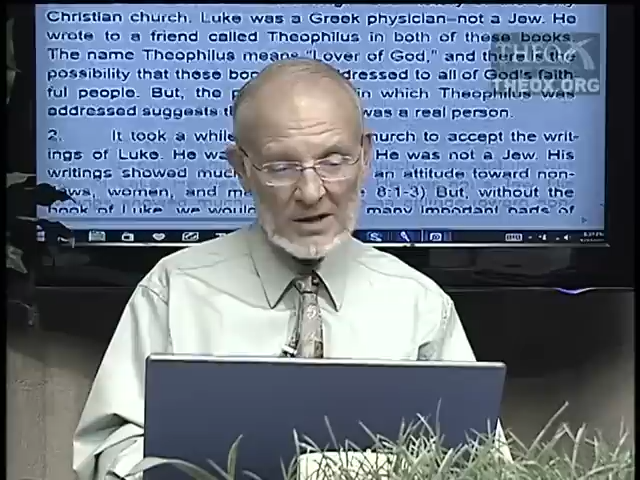 Christian church. Luke was a Greek physician–not a Jew. He
wrote to a friend called Theophilus in both of these books.
The name Theophilus means "Lover of God," and there is the
possibility that these boo ddressed to all of God's faith-
ful people. But, the p in which Theophilus was
addressed suggests t was a real person.
2. It took a while hurch to accept the writ-
ings of Luke. He wa He was not a Jew. His
writings showed much an attitude toward non-
Jews, women, and m e 8:1-3) But, without the
book of Luke, we would many important parts of
THEOX
THEOX.ORG